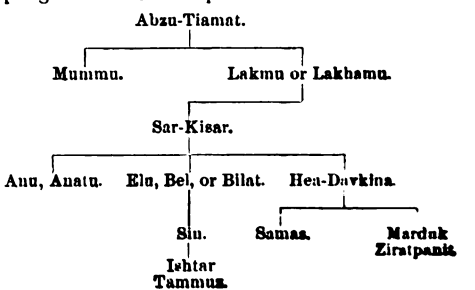 Abzu-Tiamat.
Mummu. Lakmu or Lakhamu.
Sar-Kisar.
Anu, Anatu. Elu, Bel, or Bilat. Hea-Davkina.
Sin. Samas. Marduk
Ziratpanit.
Ishtar
Tammuz.